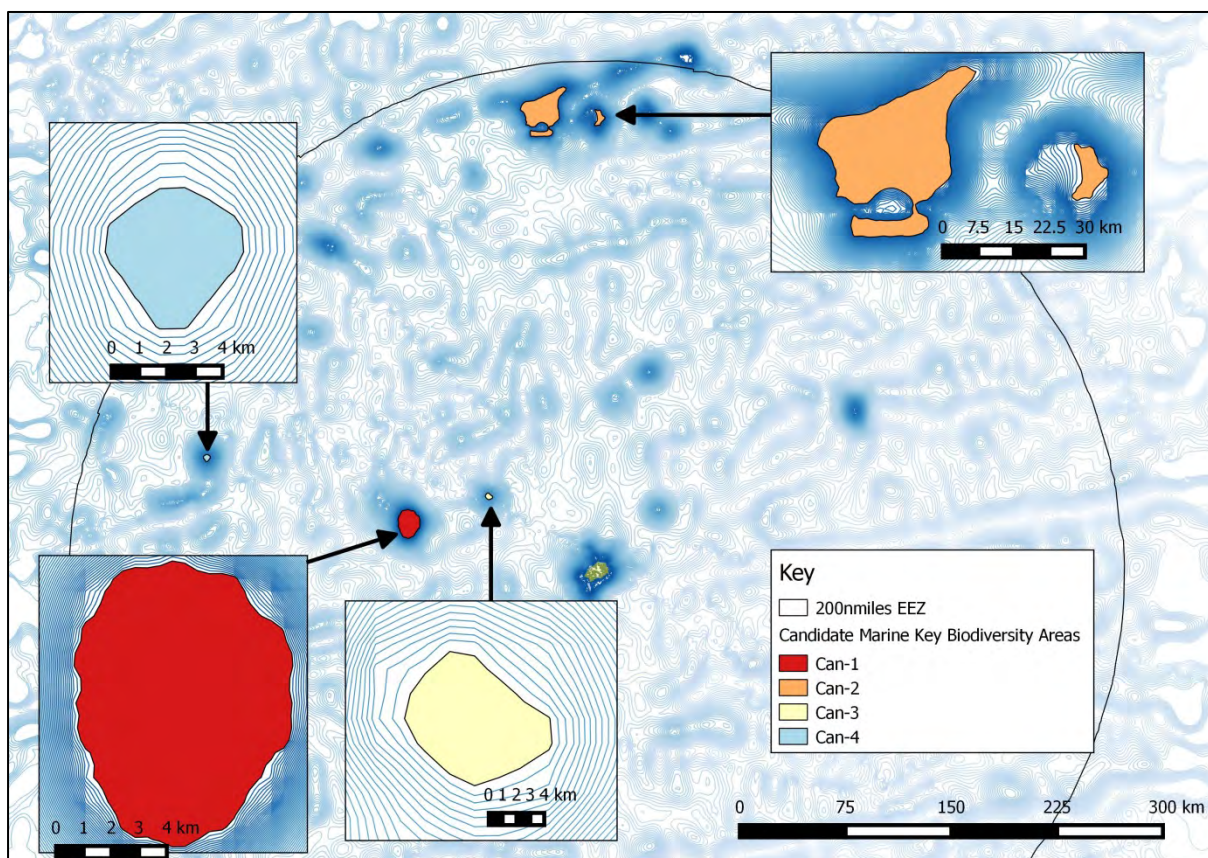 0 7.5 15 22.5 30 km
0 1 2 3 4 km
0 1 2 3 4 km
0 1 2 3 4 km
Key
200nmiles EEZ
Candidate Marine Key Biodiversity Areas
Can-1
Can-2
Can-3
Can-4
0 75 150 225 300 km